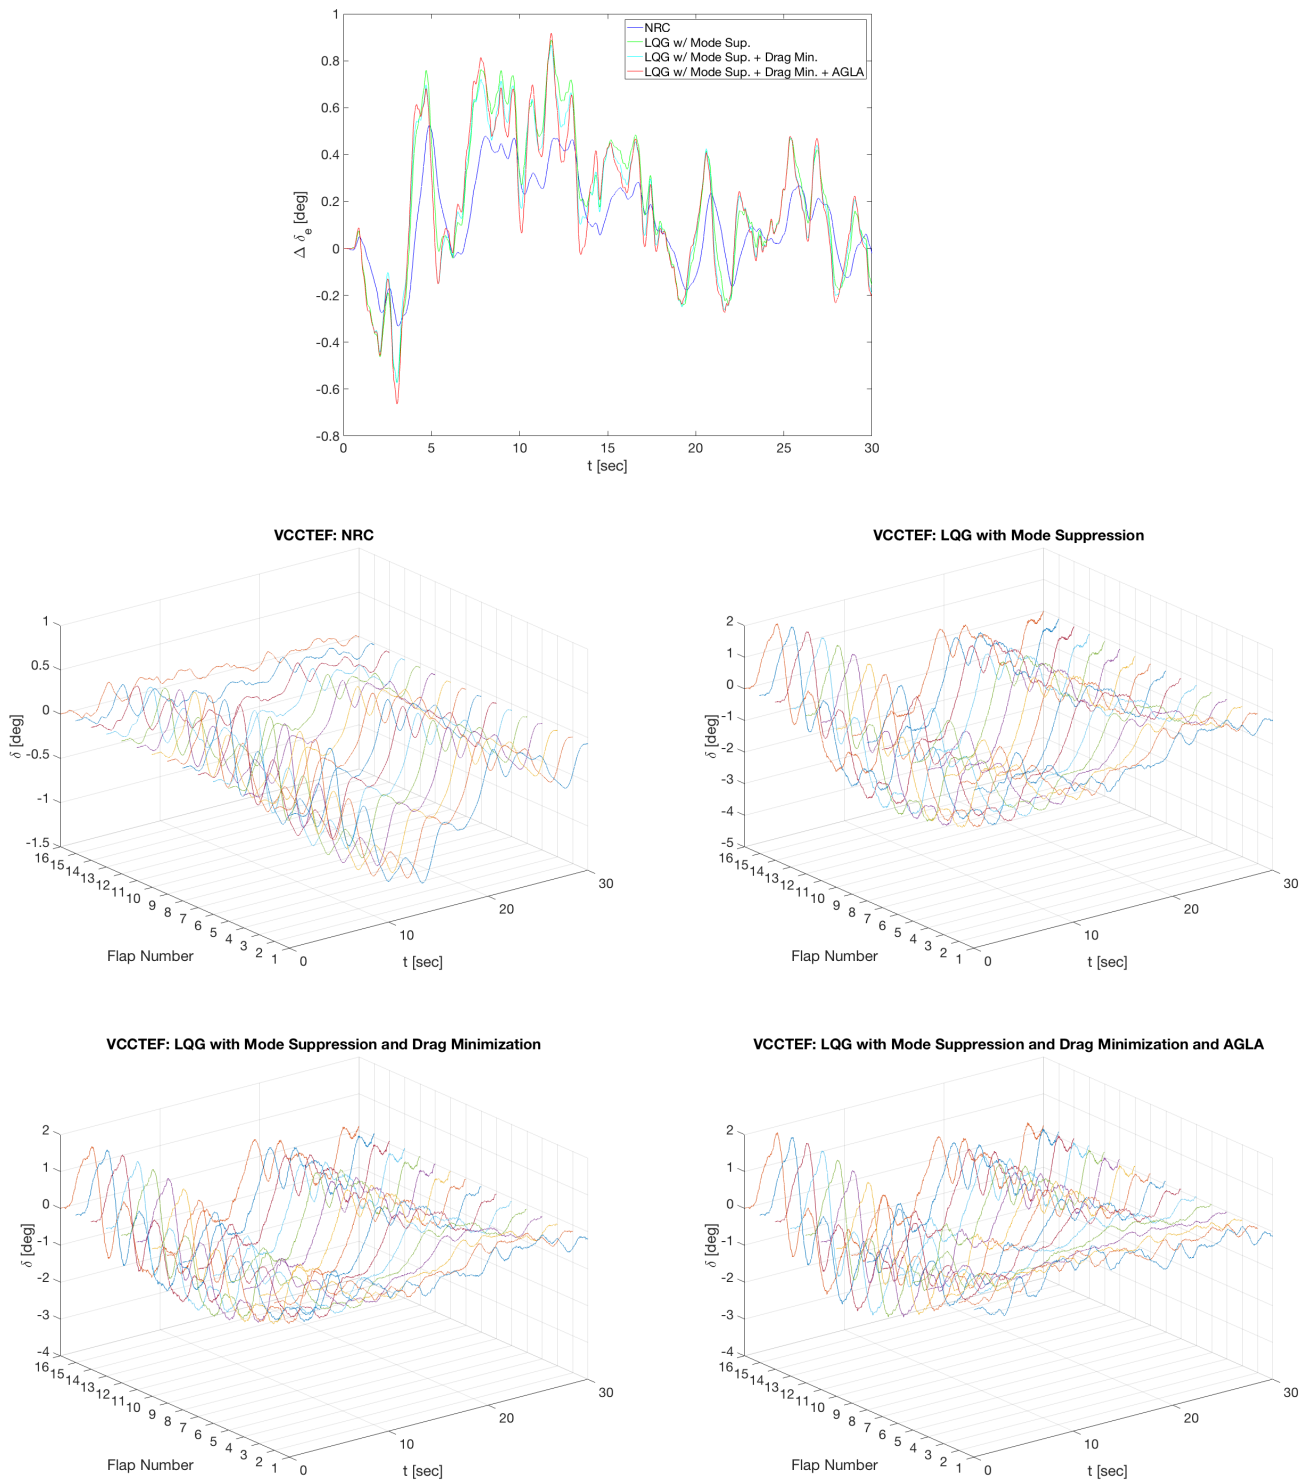 NRC
LQG w/ Mode Sup.
LQG w/ Mode Sup. + Drag Min.
LQG w/ Mode Sup. + Drag Min. + AGLA
1
0.8
0.6
0.4
0.2
0
-0.2
-0.4
-0.6
-0.8
Δ δe [deg]
0 5 10 15 20 25 30
t [sec]
VCCTEF: NRC
1
0.5
0
-0.5
-1
-1.5
δ [deg]
16 15 14 13 12 11 10 9 8 7 6 5 4 3 2 1
Flap Number
0 10 20 30
t [sec]
VCCTEF: LQG with Mode Suppression
2
1
0
-1
-2
-3
-4
-5
δ [deg]
16 15 14 13 12 11 10 9 8 7 6 5 4 3 2 1
Flap Number
0 10 20 30
t [sec]
VCCTEF: LQG with Mode Suppression and Drag Minimization
2
1
0
-1
-2
-3
-4
δ [deg]
16 15 14 13 12 11 10 9 8 7 6 5 4 3 2 1
Flap Number
0 10 20 30
t [sec]
VCCTEF: LQG with Mode Suppression and Drag Minimization and AGLA
2
1
0
-1
-2
-3
-4
δ [deg]
16 15 14 13 12 11 10 9 8 7 6 5 4 3 2 1
Flap Number
0 10 20 30
t [sec]